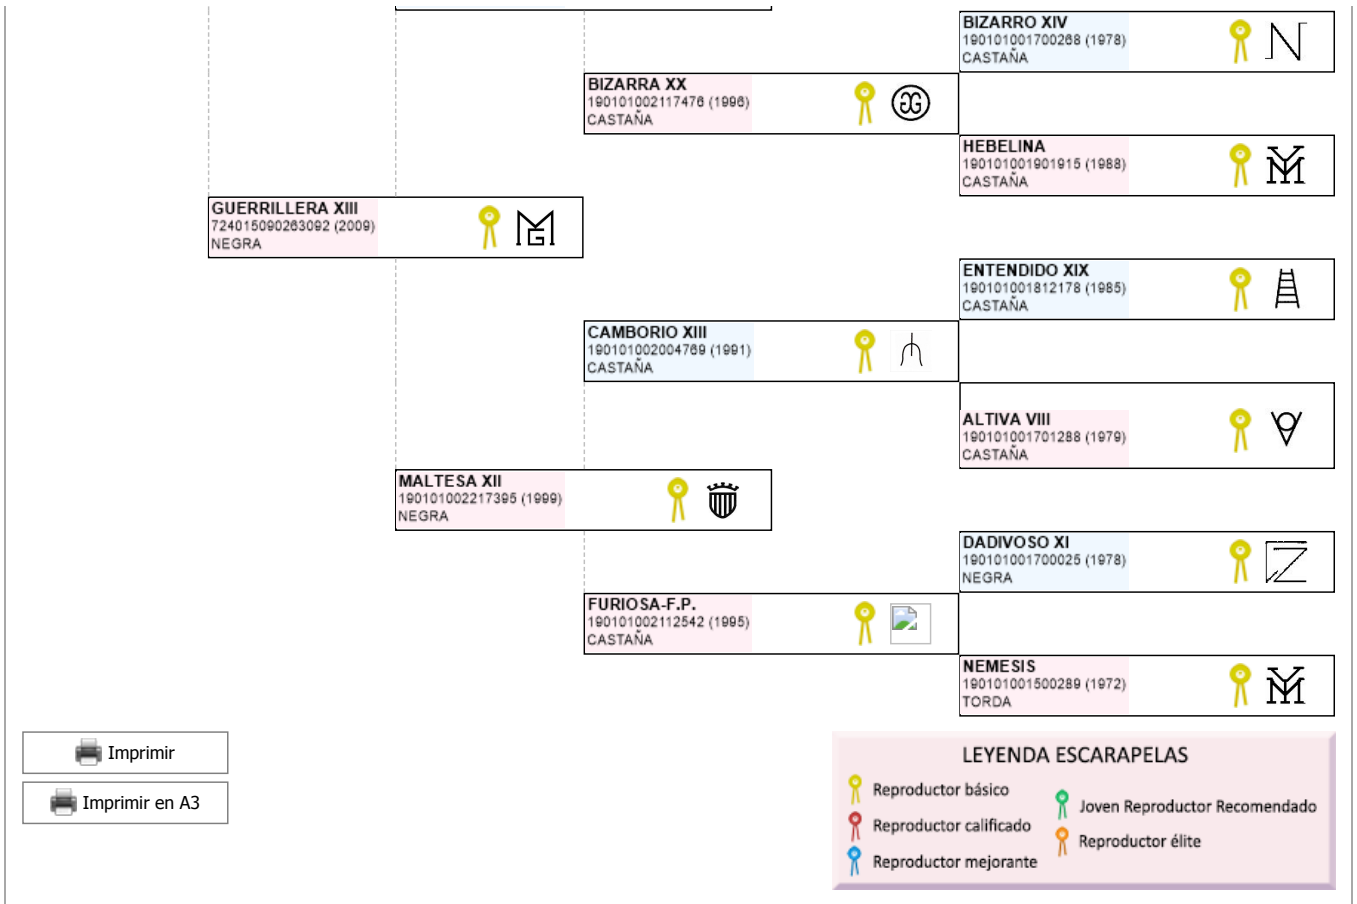 BIZARRO XIV
190101001700268 (1978)
CASTAÑA
BIZARRA XX
190101002117476 (1996)
CASTAÑA
HEBELINA
190101001901915 (1988)
CASTAÑA
GUERRILLERA XIII
724015090263092 (2009)
NEGRA
ENTENDIDO XIX
190101001812178 (1985)
CASTAÑA
CAMBORIO XIII
190101002004769 (1991)
CASTAÑA
ALTIVA VIII
190101001701288 (1979)
CASTAÑA
MALTESA XII
190101002217395 (1999)
NEGRA
DADIVOSO XI
190101001700025 (1978)
NEGRA
FURIOSA-F.P.
190101002112542 (1995)
CASTAÑA
NEMESIS
190101001500289 (1972)
TORDA
Imprimir
Imprimir en A3
LEYENDA ESCARAPELAS
Reproductor básico
Reproductor calificado
Reproductor mejorante
Joven Reproductor Recomendado
Reproductor élite